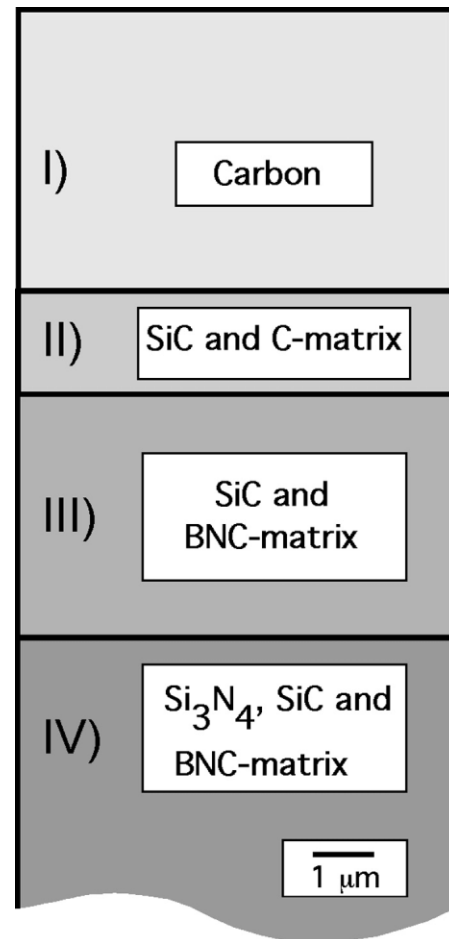 I)
Carbon
II)
SiC and C-matrix
III)
SiC and
BNC-matrix
IV)
Si₃N₄, SiC and
BNC-matrix
1 μm